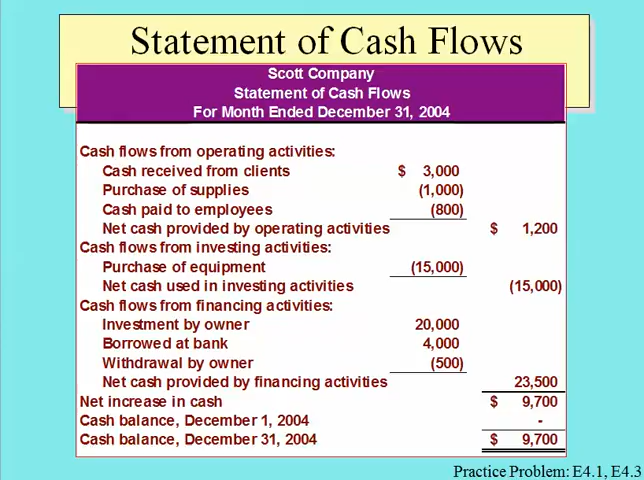 Statement of Cash Flows
Scott Company
Statement of Cash Flows
For Month Ended December 31, 2004
Cash flows from operating activities:
Cash received from clients $ 3,000
Purchase of supplies (1,000)
Cash paid to employees (800)
Net cash provided by operating activities $ 1,200
Cash flows from investing activities:
Purchase of equipment (15,000)
Net cash used in investing activities (15,000)
Cash flows from financing activities:
Investment by owner 20,000
Borrowed at bank 4,000
Withdrawal by owner (500)
Net cash provided by financing activities 23,500
Net increase in cash $ 9,700
Cash balance, December 1, 2004 -
Cash balance, December 31, 2004 $ 9,700
Practice Problem: E4.1, E4.3